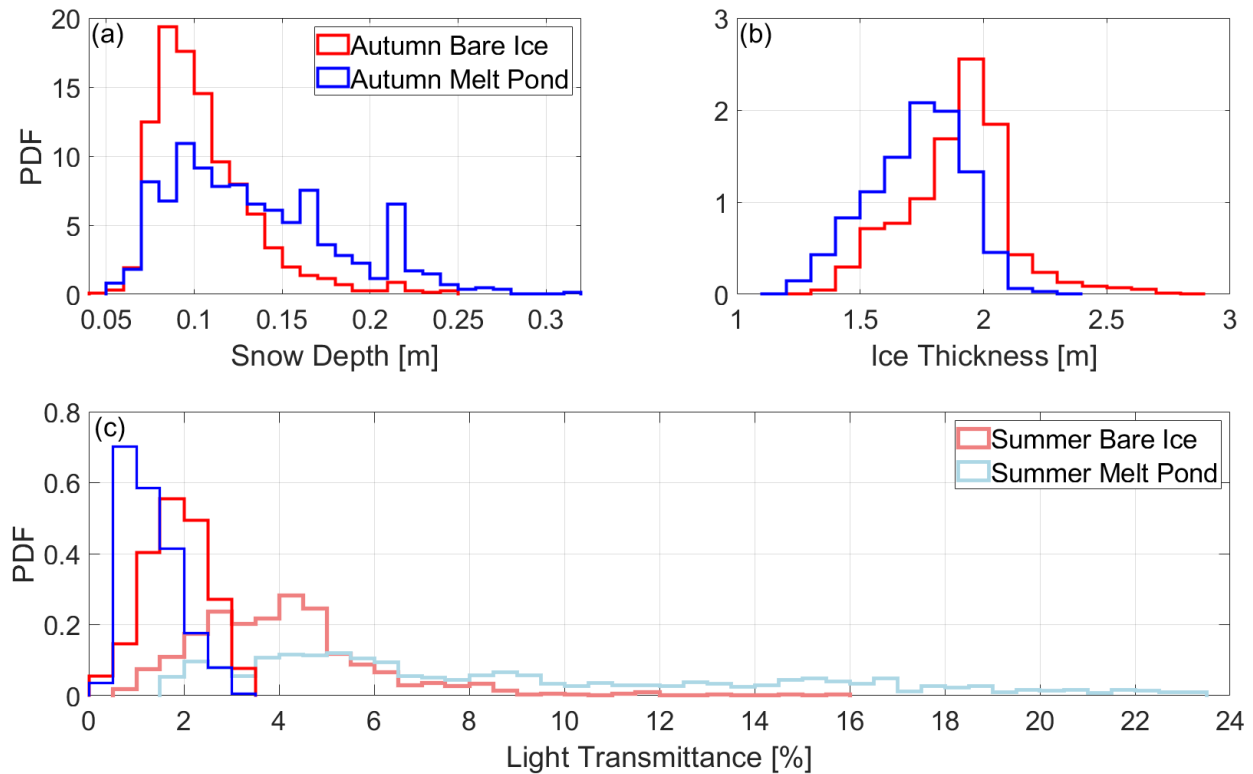 (a)
Autumn Bare Ice
Autumn Melt Pond
20
15
10
5
0
PDF
0.05 0.1 0.15 0.2 0.25 0.3
Snow Depth [m]
(b)
3
2
1
0
1 1.5 2 2.5 3
Ice Thickness [m]
(c)
Summer Bare Ice
Summer Melt Pond
0.8
0.6
0.4
0.2
0
PDF
0 2 4 6 8 10 12 14 16 18 20 22 24
Light Transmittance [%]